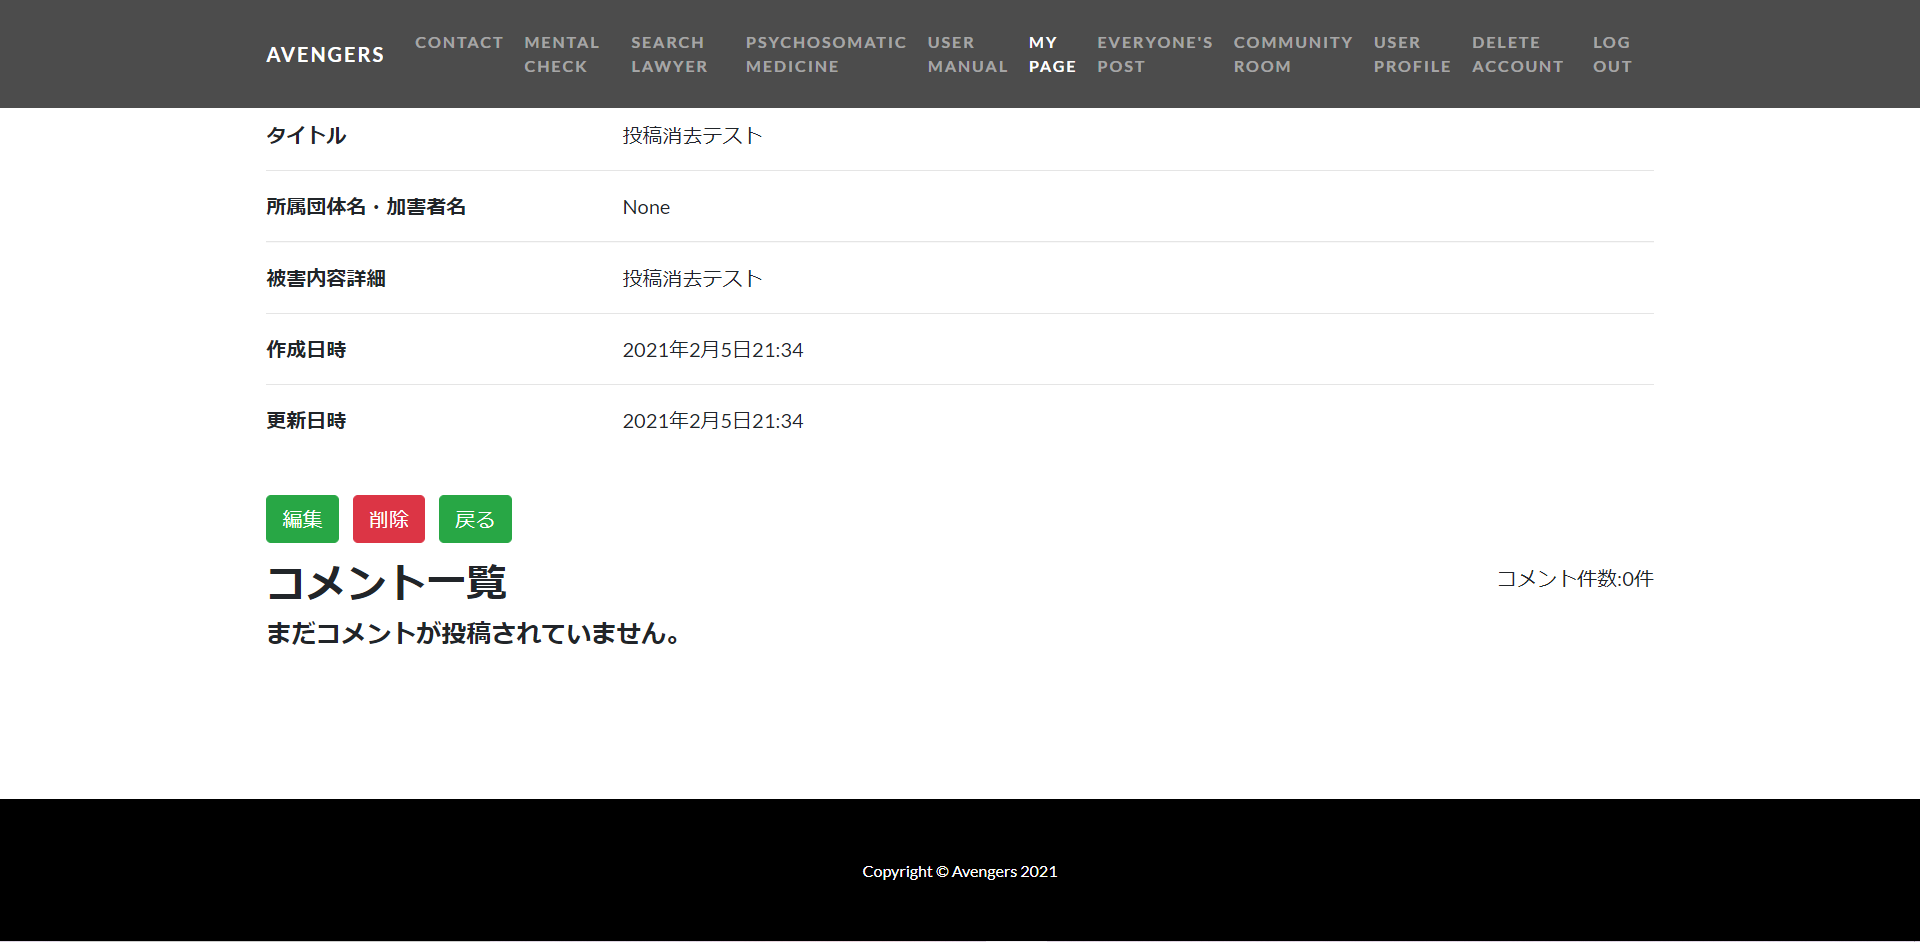 AVENGERS
CONTACT
MENTAL CHECK
SEARCH LAWYER
PSYCHOSOMATIC MEDICINE
USER MANUAL
MY PAGE
EVERYONE'S POST
COMMUNITY ROOM
USER PROFILE
DELETE ACCOUNT
LOG OUT
タイトル 投稿消去テスト
所属団体名・加害者名 None
被害内容詳細 投稿消去テスト
作成日時 2021年2月5日21:34
更新日時 2021年2月5日21:34
編集 削除 戻る
コメント一覧 コメント件数:0件
まだコメントが投稿されていません。
Copyright © Avengers 2021